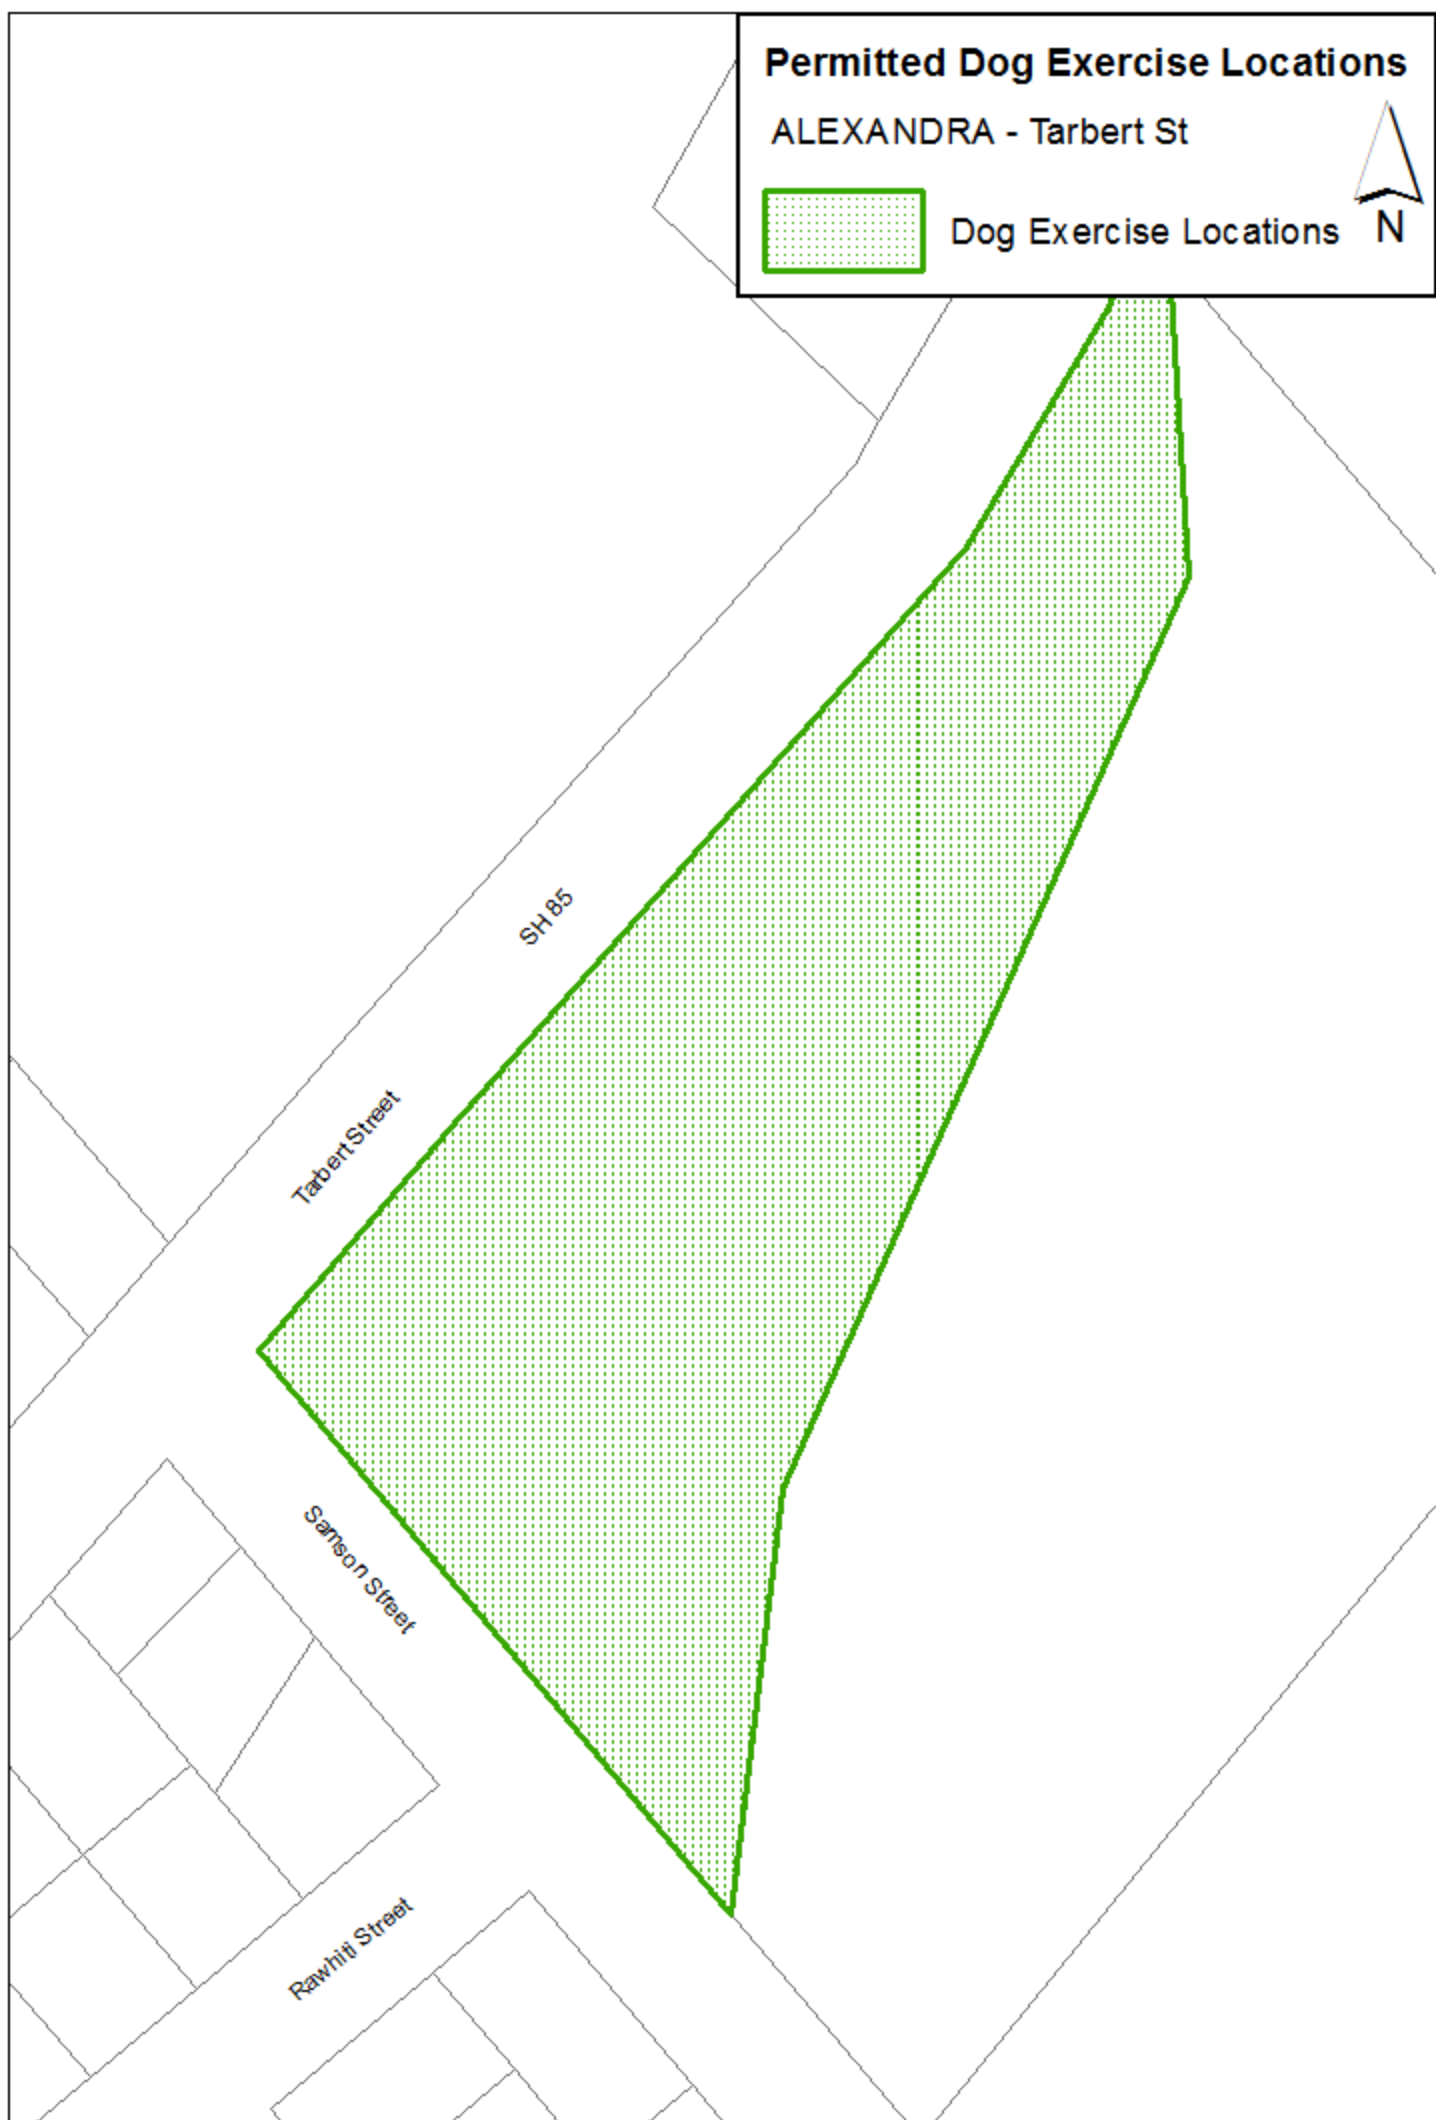 Permitted Dog Exercise Locations
ALEXANDRA - Tarbert St
Dog Exercise Locations
N
SH 85
Tarbert Street
Samson Street
Rawhiti Street